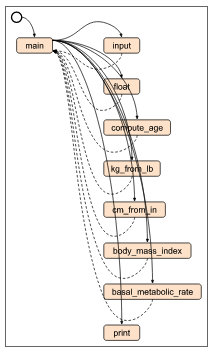 main
input
float
compute_age
kg_from_lb
cm_from_in
body_mass_index
basal_metabolic_rate
print